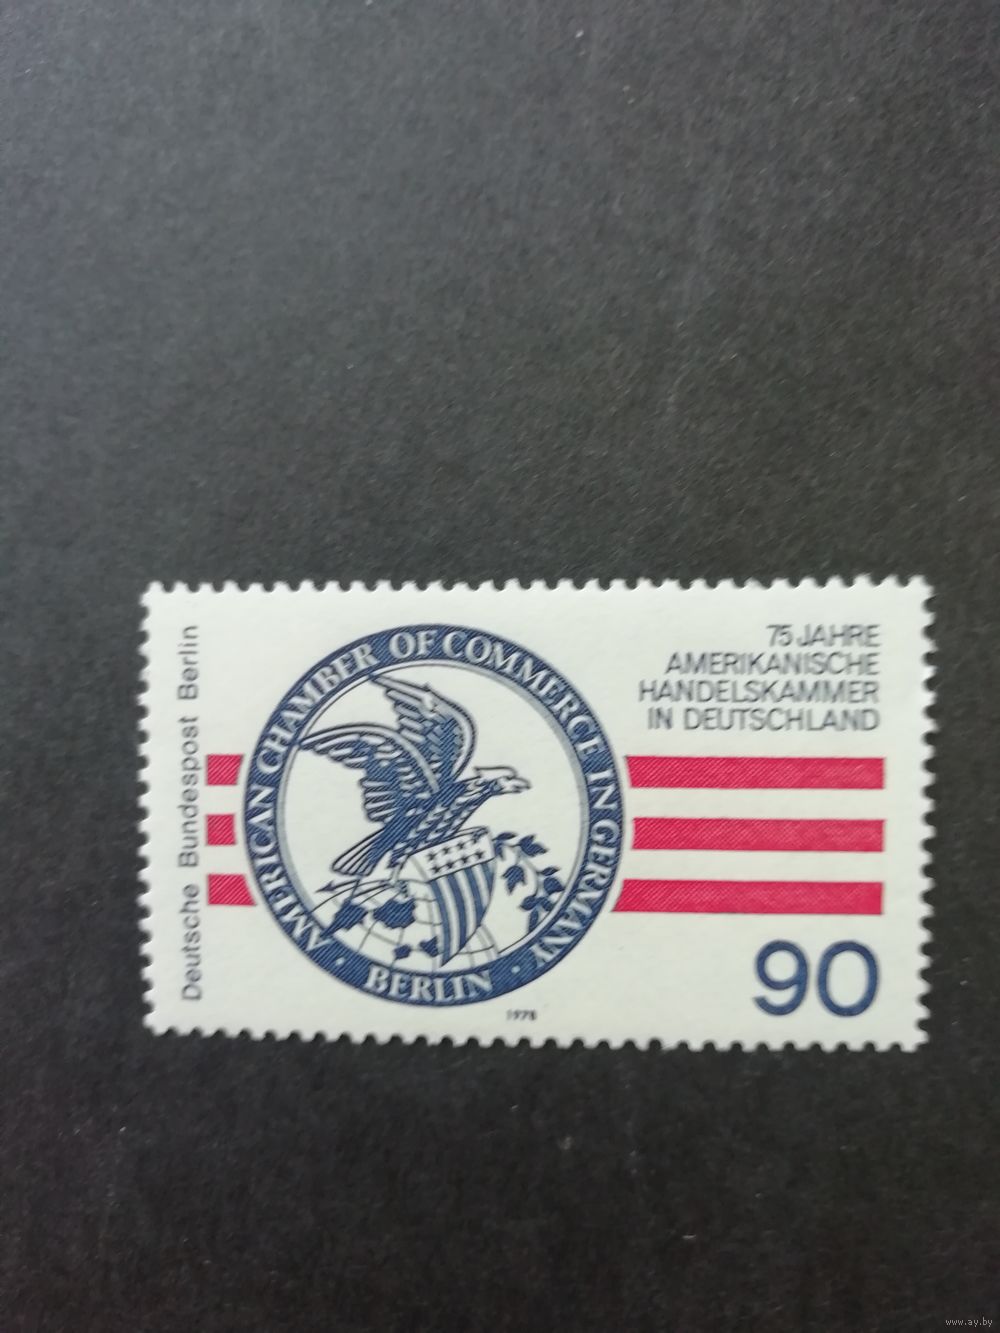 Deutsche Bundespost Berlin
AMERICAN CHAMBER OF COMMERCE IN GERMANY
· BERLIN ·
75 JAHRE
AMERIKANISCHE
HANDELSKAMMER
IN DEUTSCHLAND
90
1978
www.ay.by